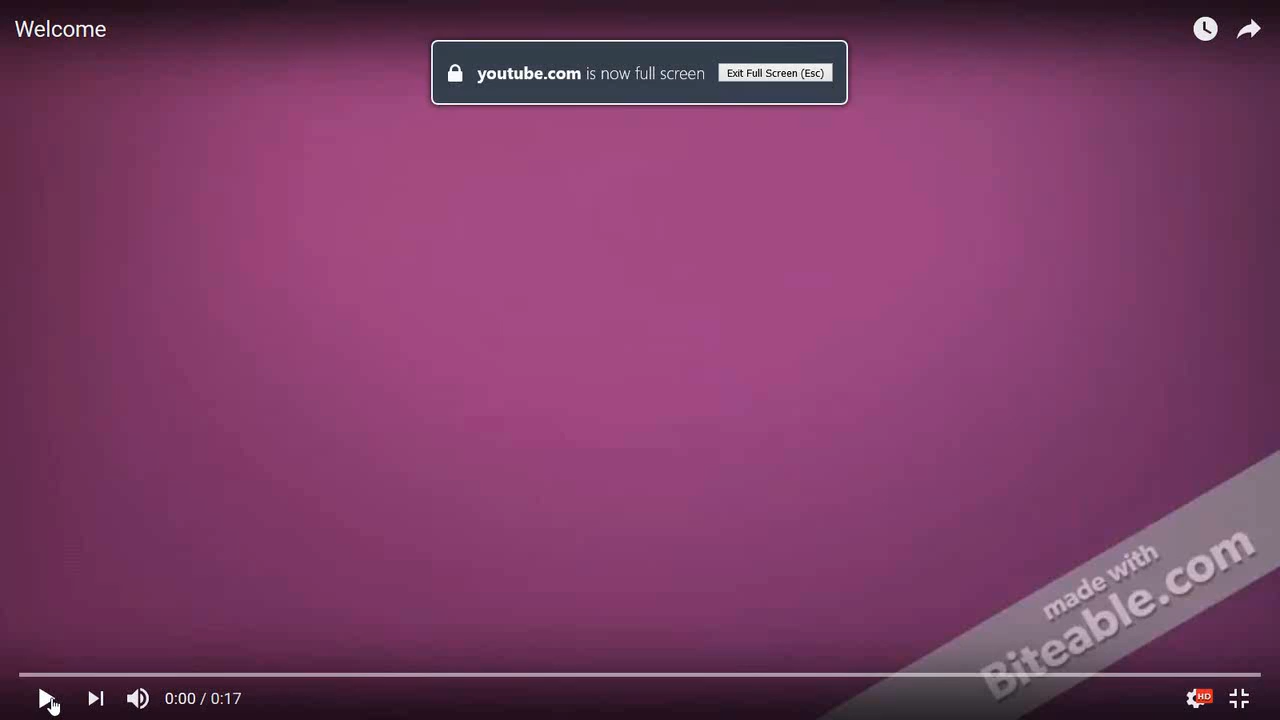 Welcome
youtube.com is now full screen
Exit Full Screen (Esc)
made with
Biteable.com
0:00 / 0:17
HD